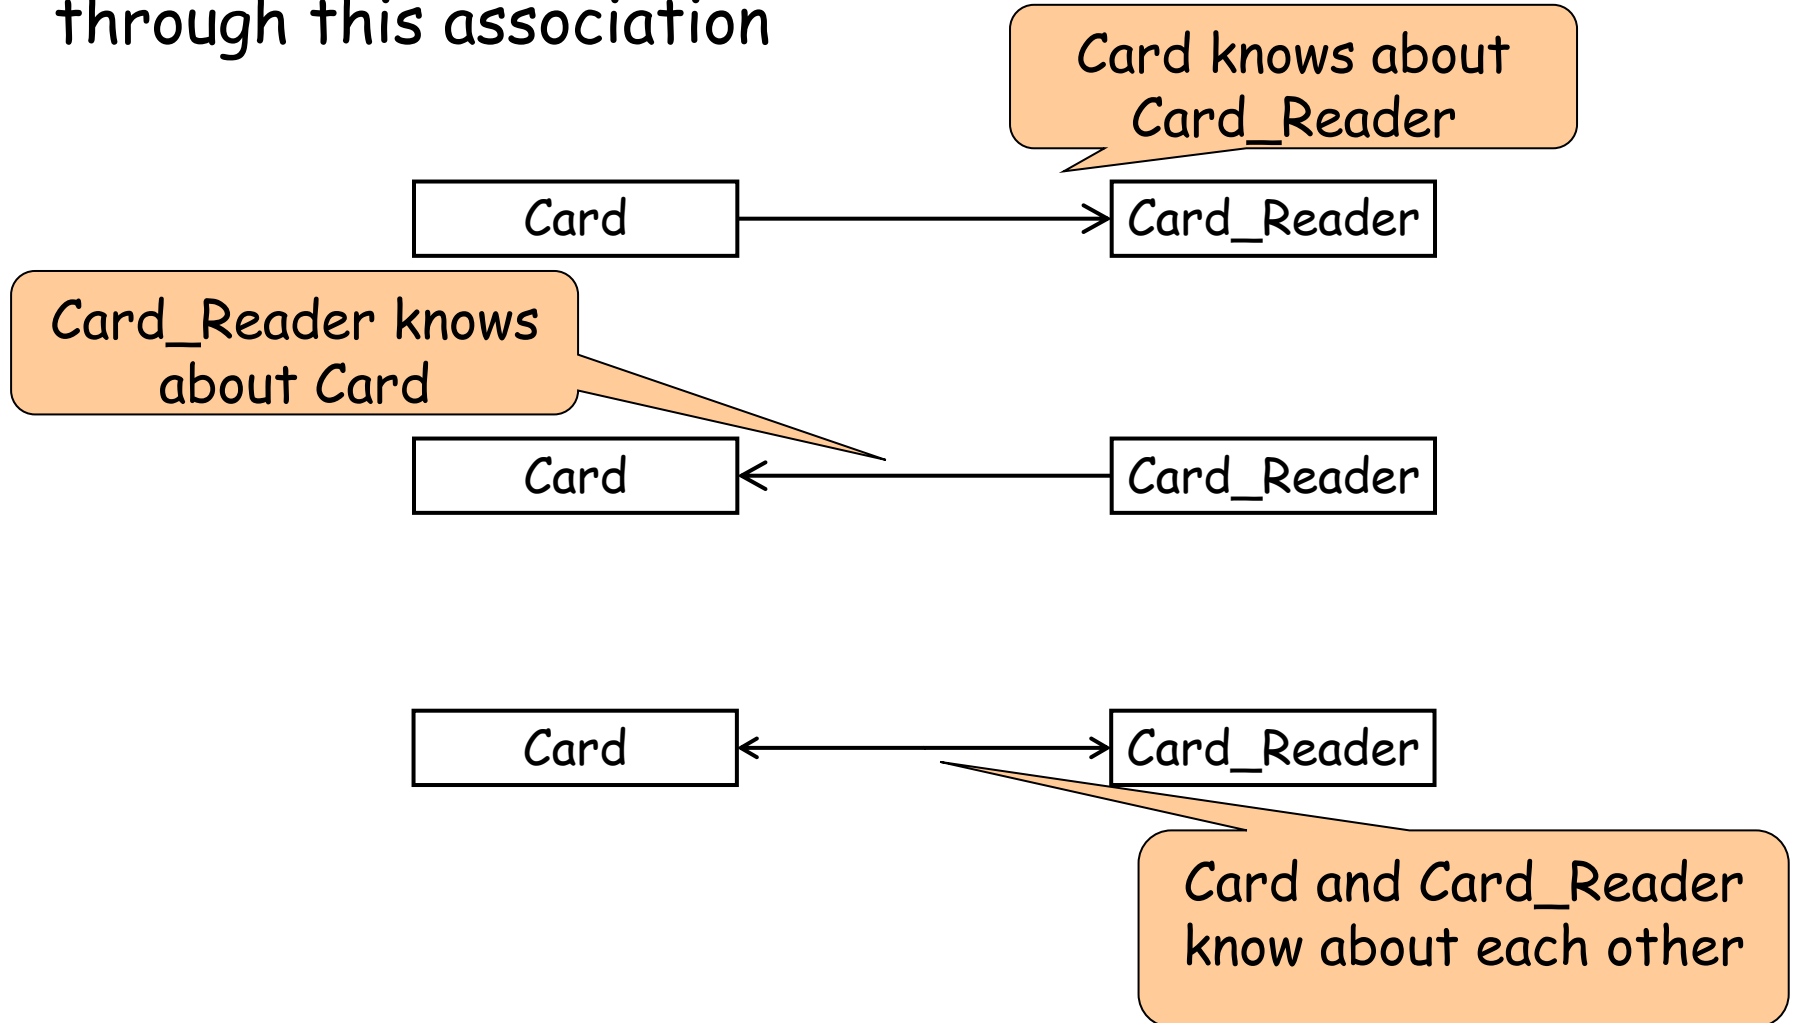 through this association
Card knows about
Card_Reader
Card
Card_Reader
Card_Reader knows
about Card
Card
Card_Reader
Card
Card_Reader
Card and Card_Reader
know about each other